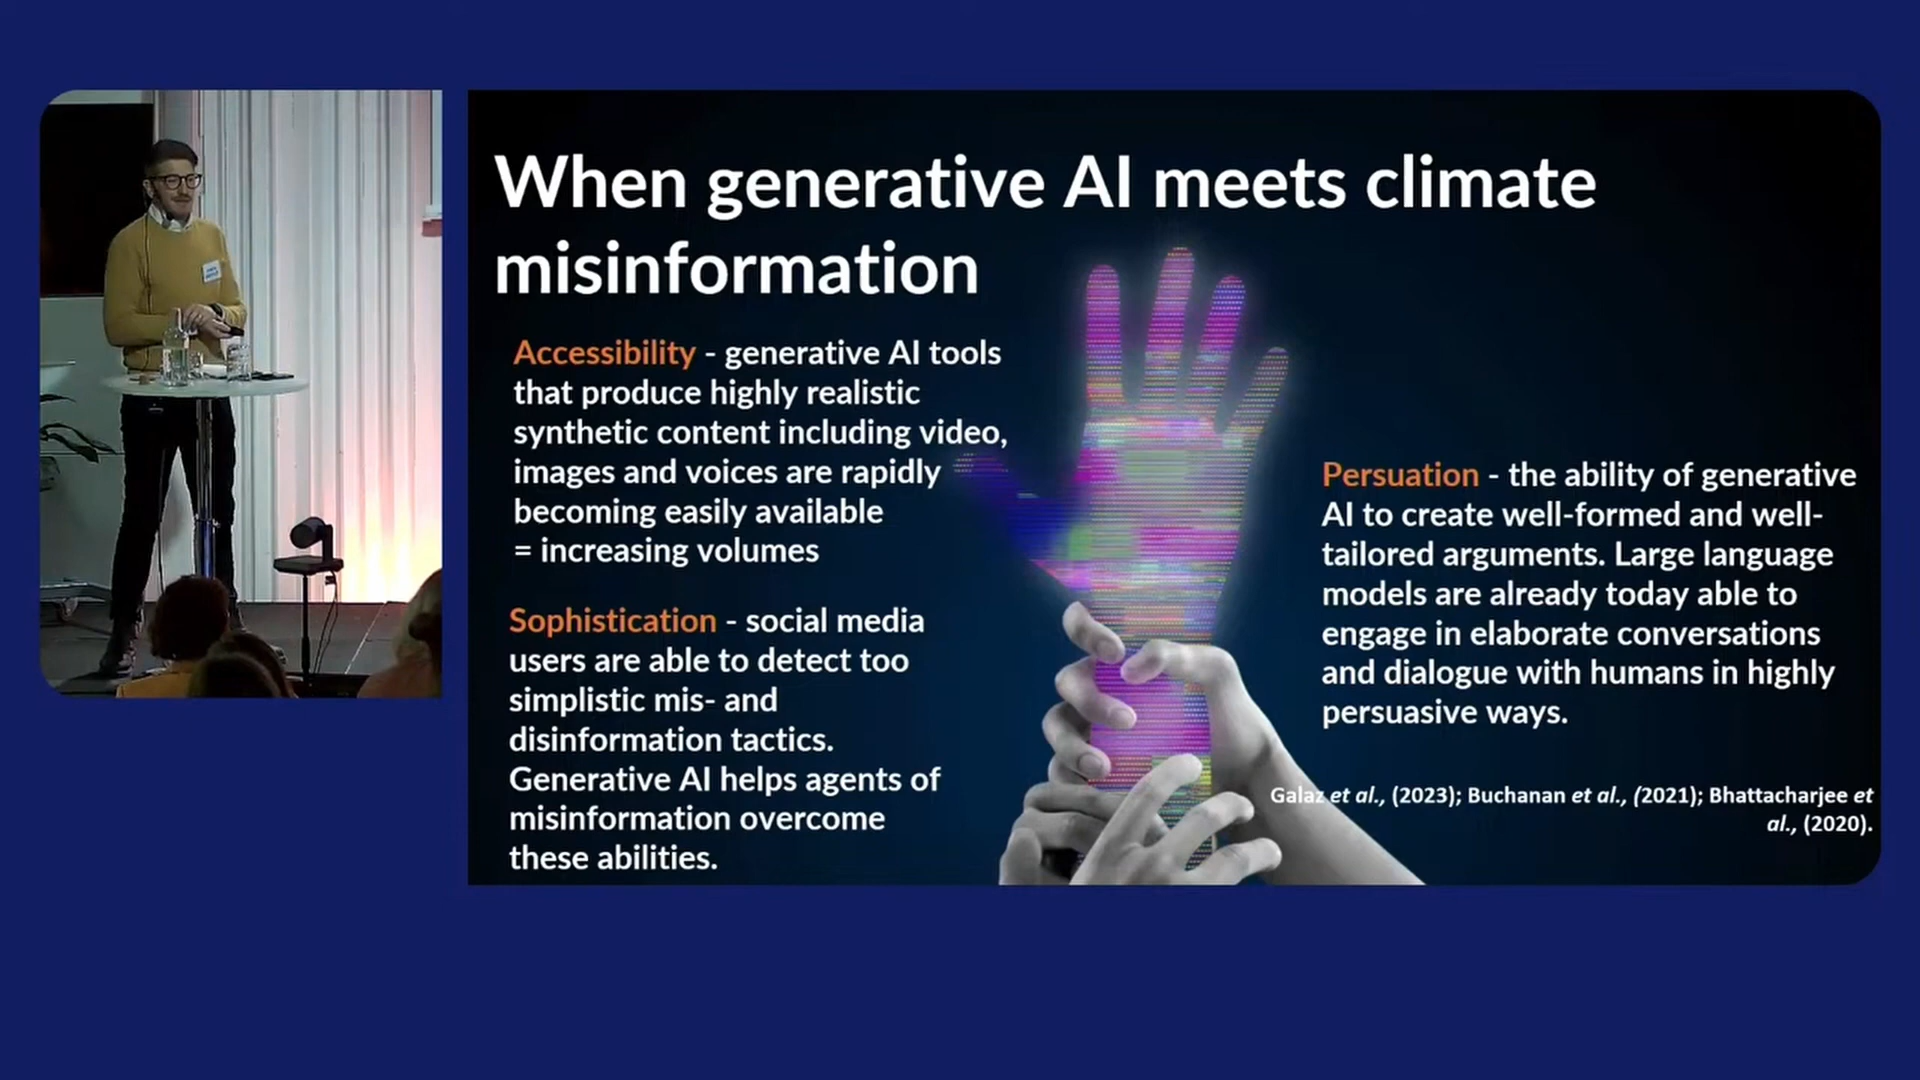 When generative AI meets climate
misinformation
Accessibility - generative AI tools
that produce highly realistic
synthetic content including video,
images and voices are rapidly
becoming easily available
= increasing volumes
Sophistication - social media
users are able to detect too
simplistic mis- and
disinformation tactics.
Generative AI helps agents of
misinformation overcome
these abilities.
Persuation - the ability of generative
AI to create well-formed and well-
tailored arguments. Large language
models are already today able to
engage in elaborate conversations
and dialogue with humans in highly
persuasive ways.
Galaz et al., (2023); Buchanan et al., (2021); Bhattacharjee et
al., (2020).